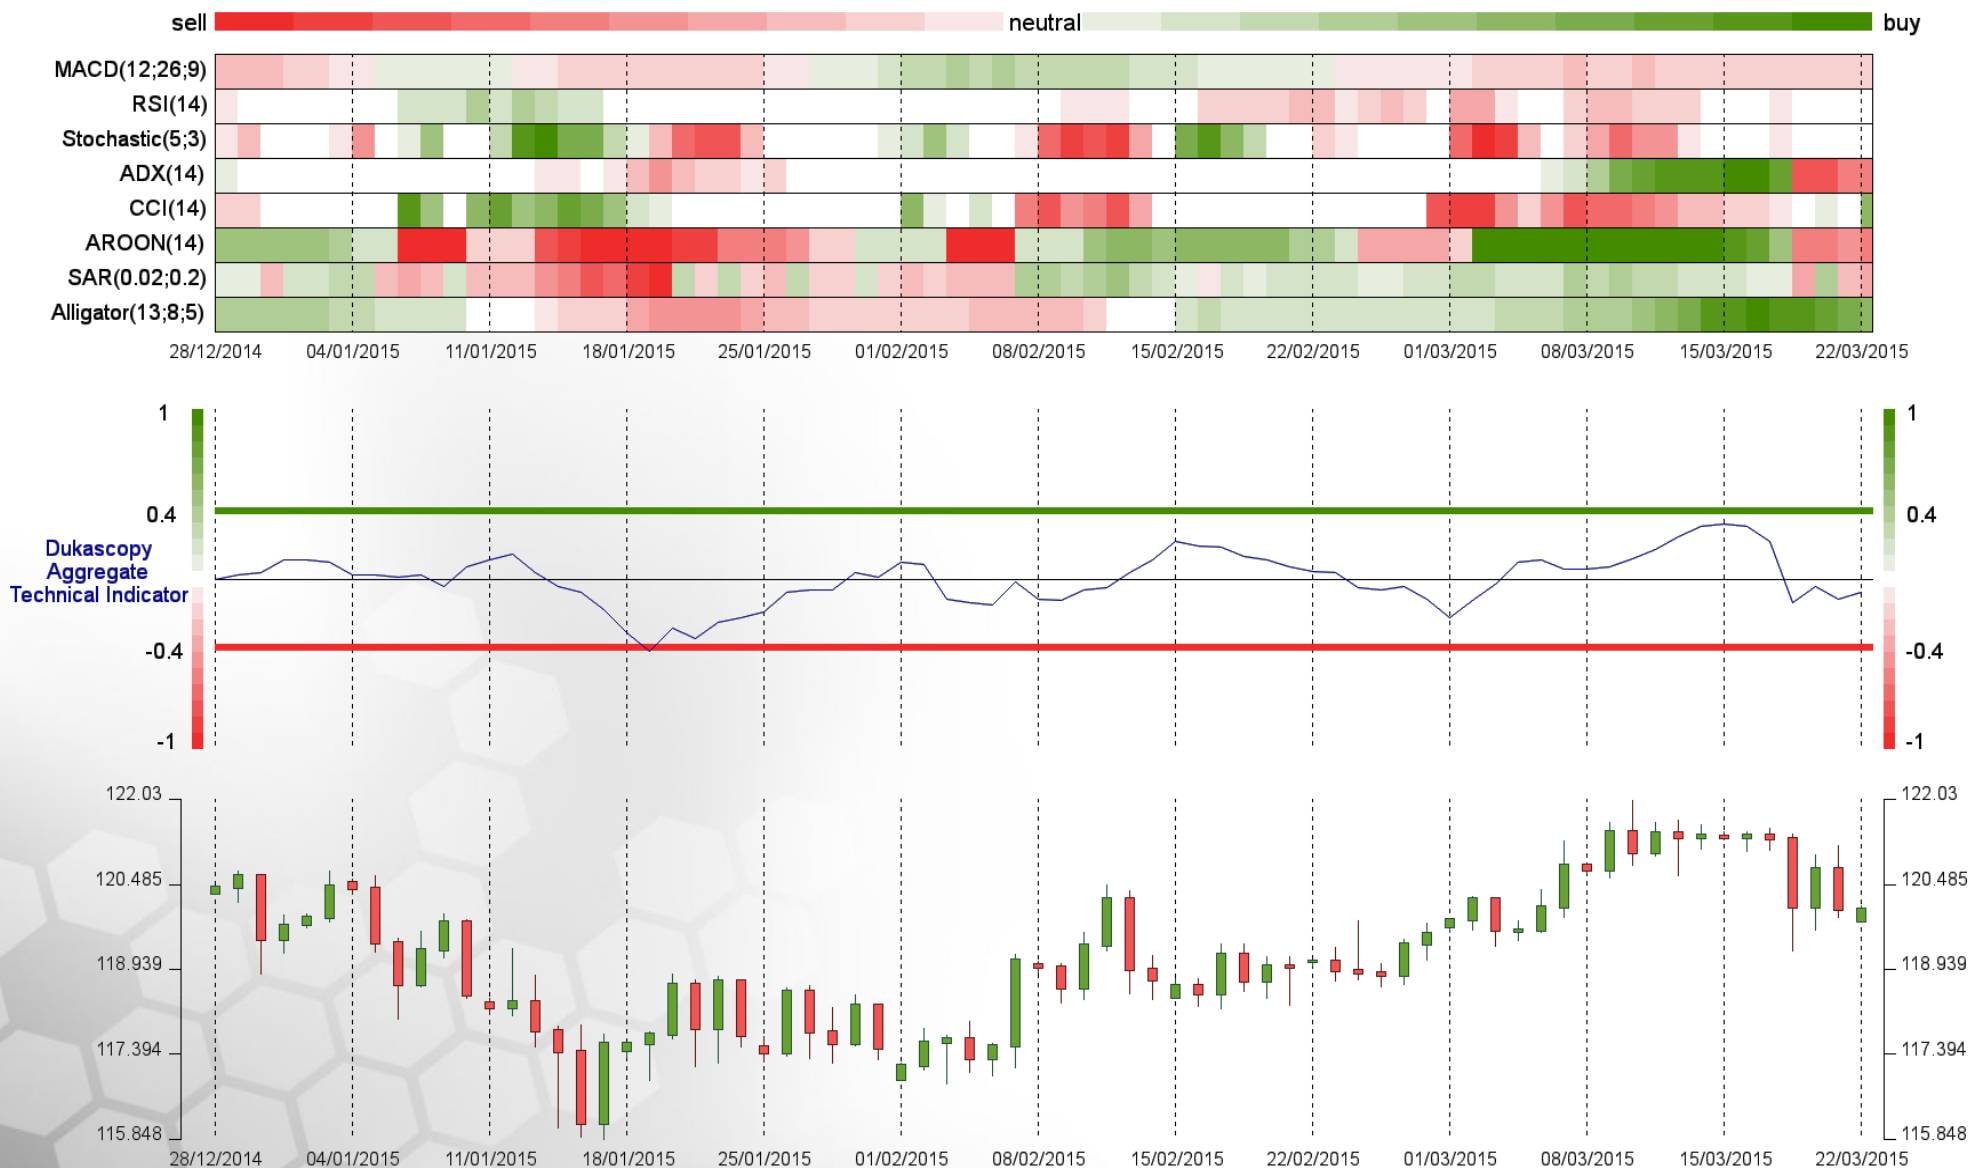 sell neutral buy
MACD(12;26;9)
RSI(14)
Stochastic(5;3)
ADX(14)
CCI(14)
AROON(14)
SAR(0.02;0.2)
Alligator(13;8;5)
28/12/2014 04/01/2015 11/01/2015 18/01/2015 25/01/2015 01/02/2015 08/02/2015 15/02/2015 22/02/2015 01/03/2015 08/03/2015 15/03/2015 22/03/2015
1 1
0.4 0.4
Dukascopy
Aggregate
Technical Indicator
-0.4 -0.4
-1 -1
122.03 122.03
120.485 120.485
118.939 118.939
117.394 117.394
115.848 115.848
28/12/2014 04/01/2015 11/01/2015 18/01/2015 25/01/2015 01/02/2015 08/02/2015 15/02/2015 22/02/2015 01/03/2015 08/03/2015 15/03/2015 22/03/2015